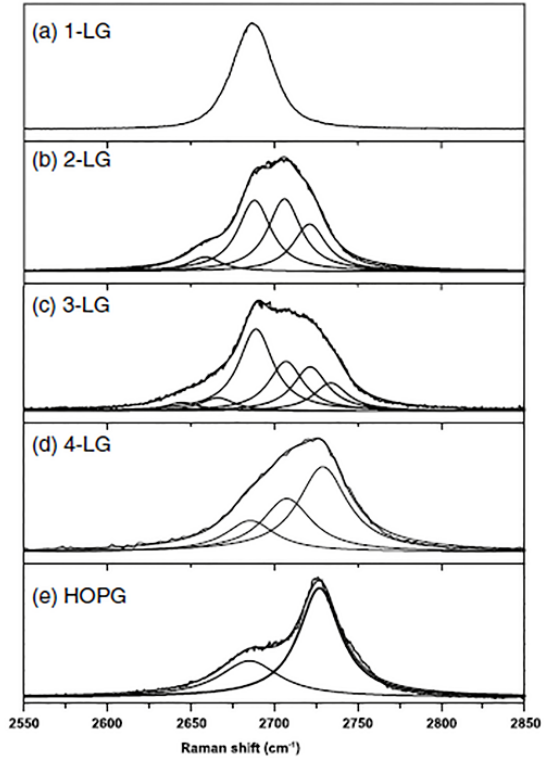 (a) 1-LG
(b) 2-LG
(c) 3-LG
(d) 4-LG
(e) HOPG
2550 2600 2650 2700 2750 2800 2850
Raman shift (cm⁻¹)